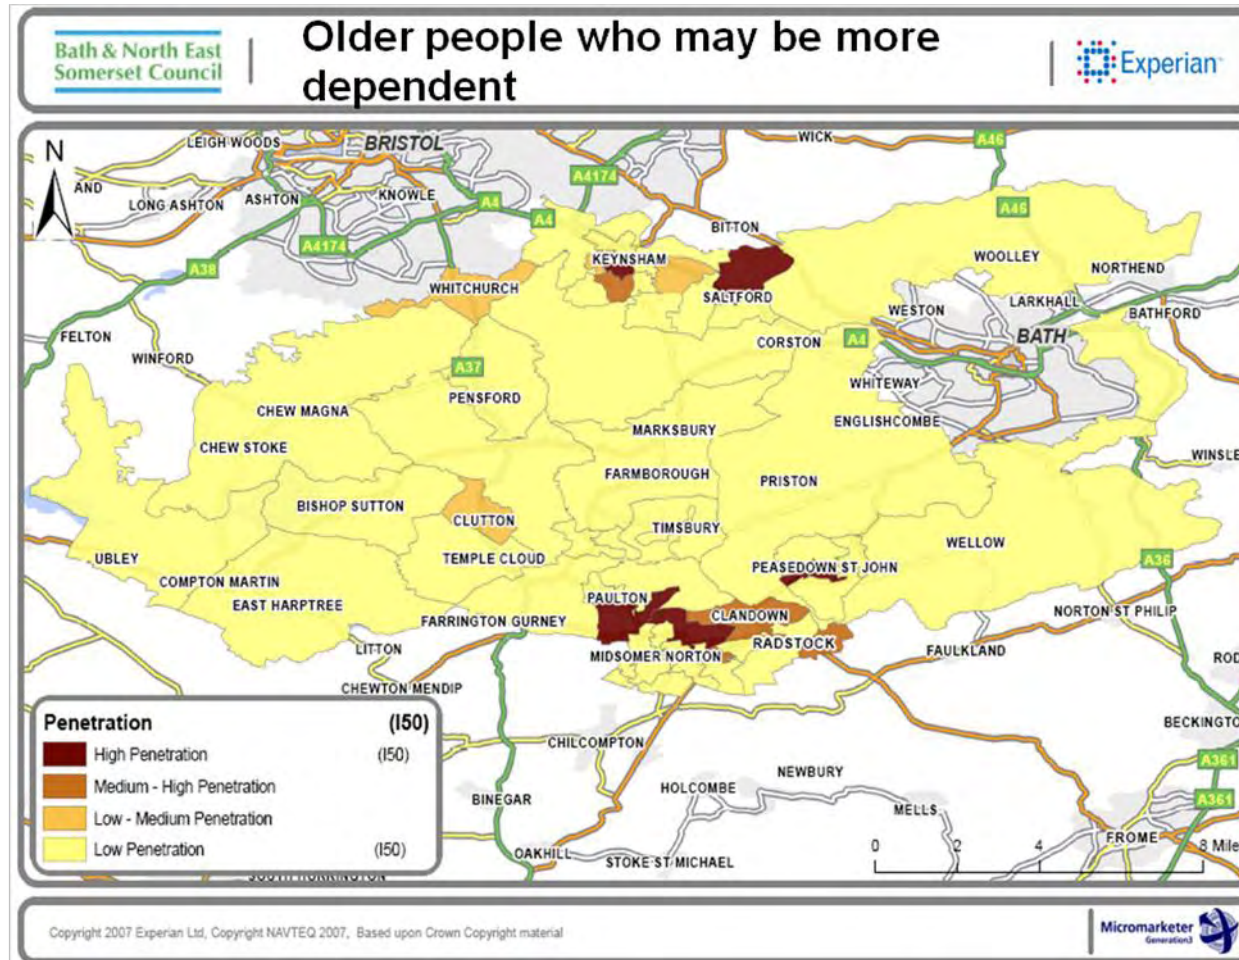 Bath & North East
Somerset Council
Older people who may be more
dependent
Experian
N
LEIGH WOODS
BRISTOL
WICK
A46
AND
LONG ASHTON
ASHTON
KNOWLE
A4
A4174
A4
A46
A4174
BITTON
A38
KEYNSHAM
WOOLLEY
NORTHEND
WHITCHURCH
SALTFORD
LARKHALL
WESTON
BATHFORD
FELTON
WINFORD
CORSTON
A4
BATH
A37
WHITEWAY
PENSFORD
CHEW MAGNA
ENGLISHCOMBE
MARKSBURY
CHEW STOKE
WINSLE
FARMBOROUGH
PRISTON
BISHOP SUTTON
CLUTTON
TIMSBURY
WELLOW
UBLEY
TEMPLE CLOUD
A36
PEASEDOWN ST JOHN
COMPTON MARTIN
PAULTON
EAST HARPTREE
CLANDOWN
NORTON ST PHILIP
FARRINGTON GURNEY
RADSTOCK
LITTON
MIDSOMER NORTON
FAULKLAND
ROD
CHEWTON MENDIP
BECKINGTO
CHILCOMPTON
A361
NEWBURY
HOLCOMBE
BINEGAR
MELLS
A361
FROME
OAKHILL
STOKE ST MICHAEL
0 2 4 8 Mile
Penetration (I50)
High Penetration (I50)
Medium - High Penetration
Low - Medium Penetration
Low Penetration (I50)
Copyright 2007 Experian Ltd, Copyright NAVTEQ 2007, Based upon Crown Copyright material
Micromarketer
Generation3